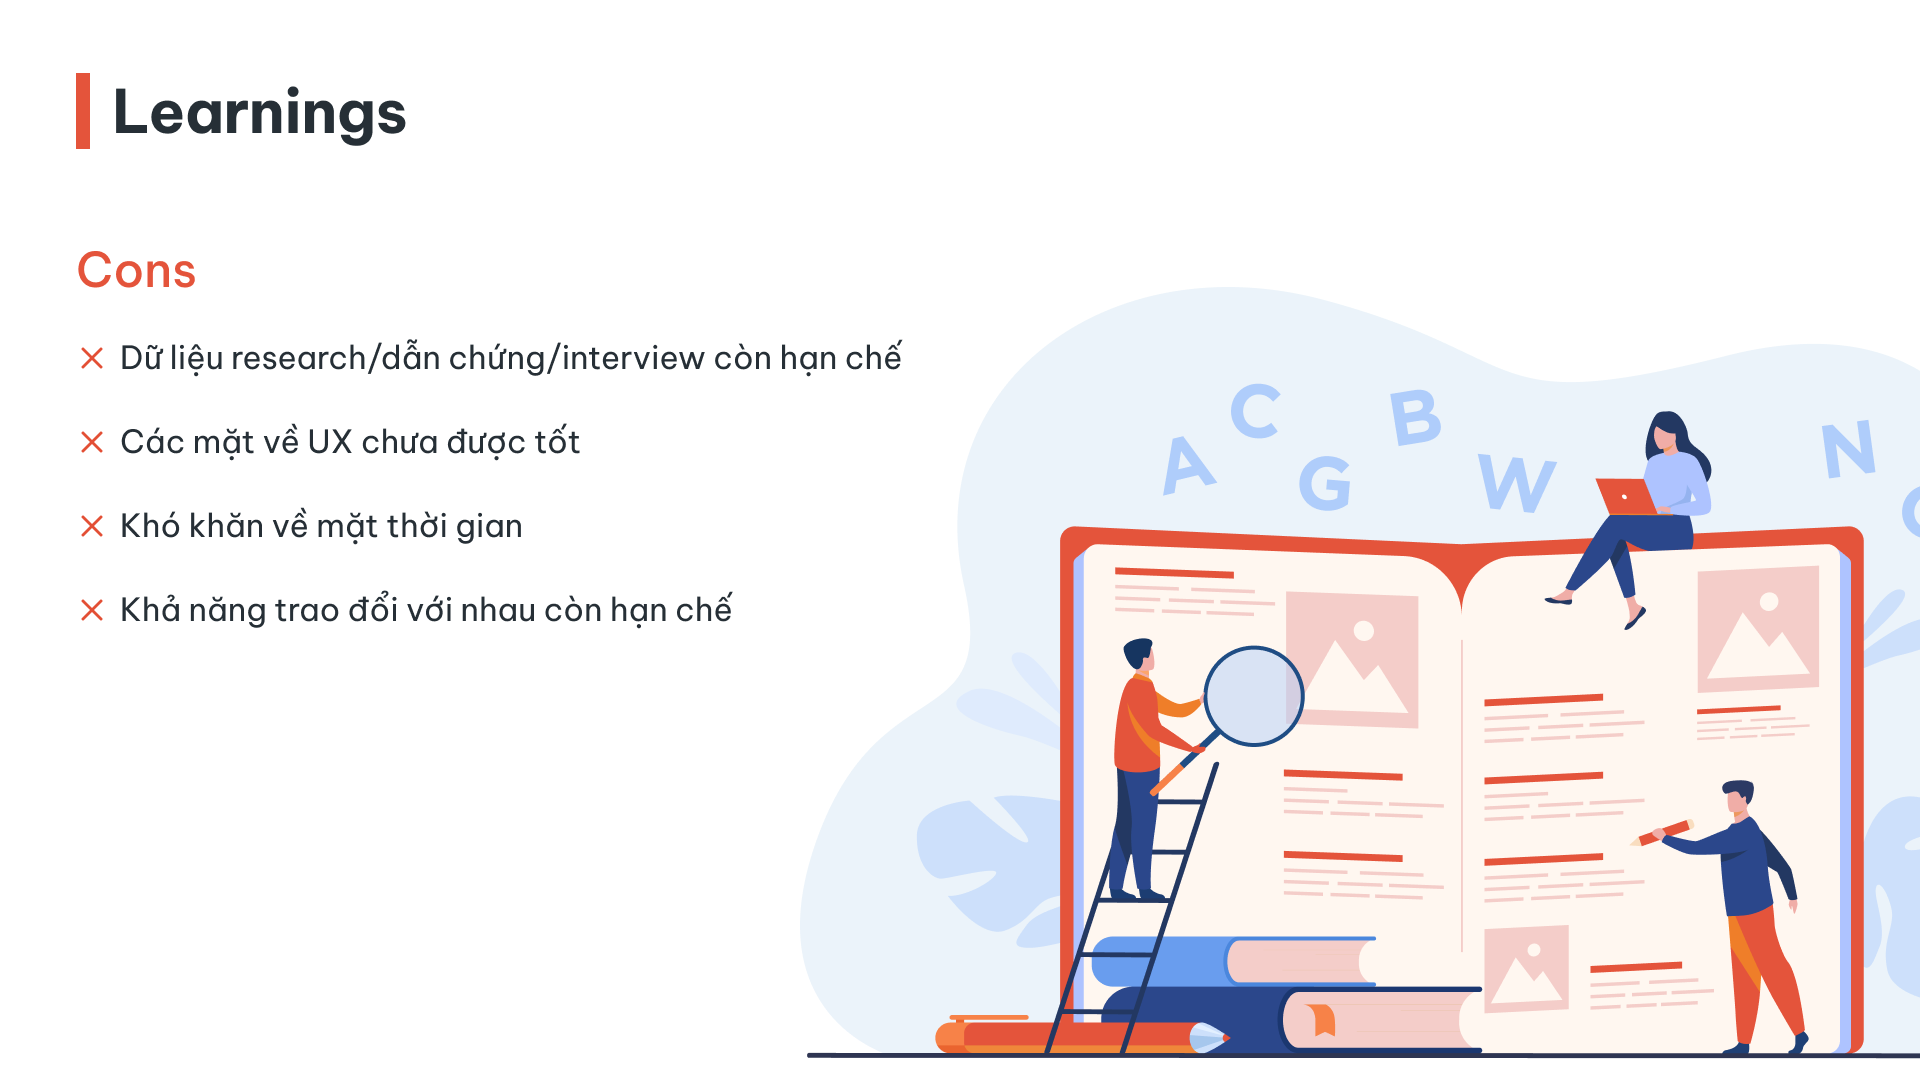 Learnings
Cons
Dữ liệu research/dẫn chứng/interview còn hạn chế
Các mặt về UX chưa được tốt
Khó khăn về mặt thời gian
Khả năng trao đổi với nhau còn hạn chế
A
C
G
B
W
N